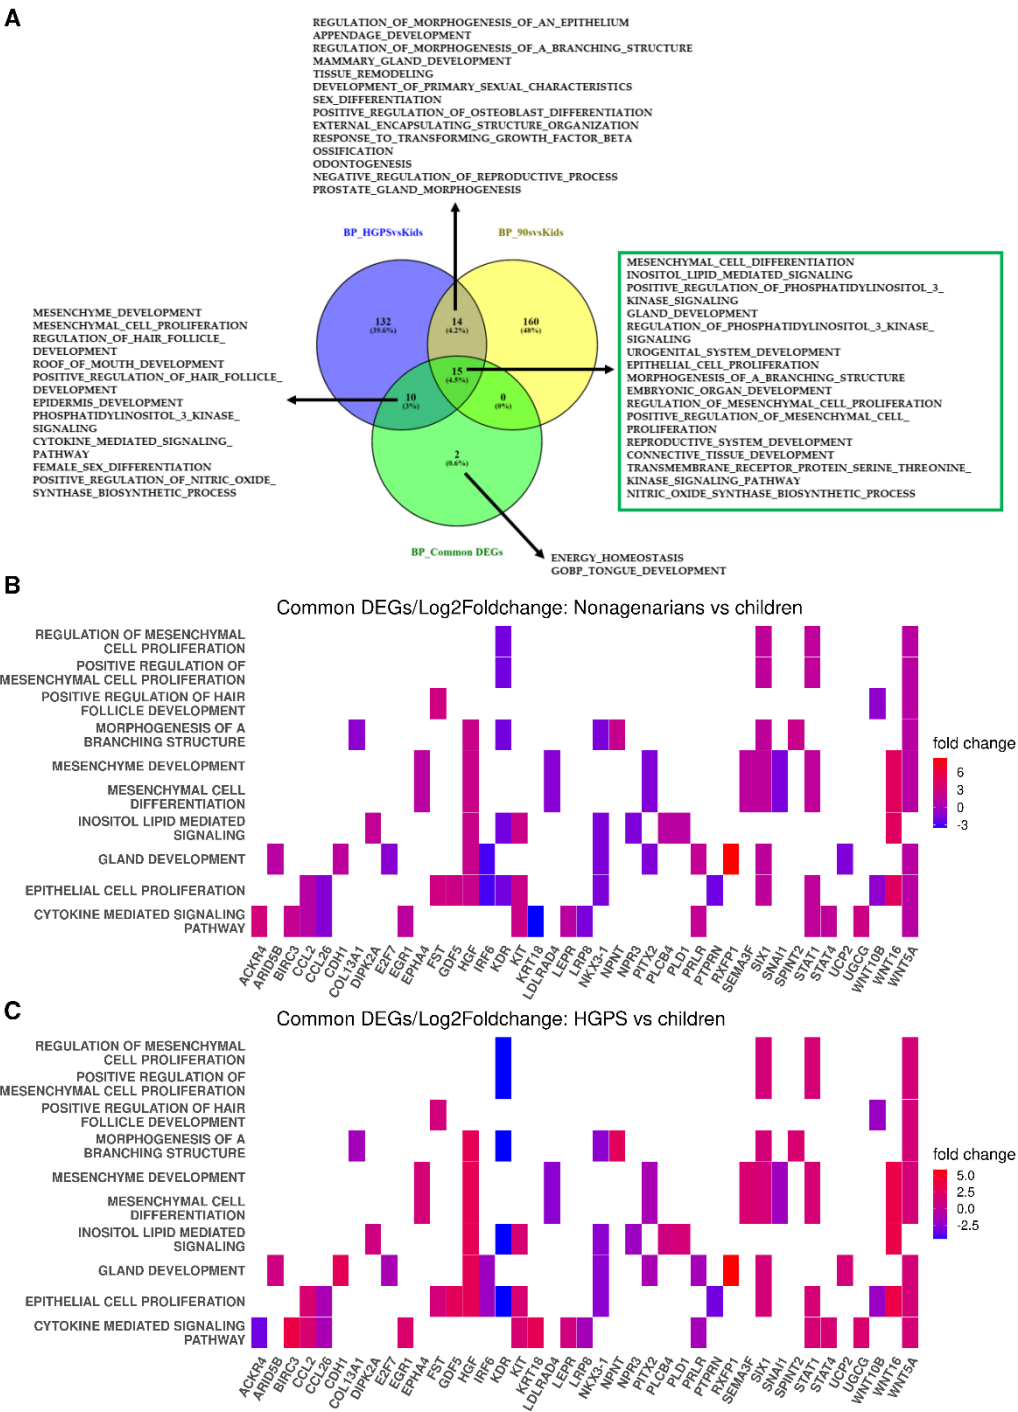 A
REGULATION_OF_MORPHOGENESIS_OF_AN_EPITHELIUM
APPENDAGE_DEVELOPMENT
REGULATION_OF_MORPHOGENESIS_OF_A_BRANCHING_STRUCTURE
MAMMARY_GLAND_DEVELOPMENT
TISSUE_REMODELING
DEVELOPMENT_OF_PRIMARY_SEXUAL_CHARACTERISTICS
SEX_DIFFERENTIATION
POSITIVE_REGULATION_OF_OSTEOBLAST_DIFFERENTIATION
EXTERNAL_ENCAPSULATING_STRUCTURE_ORGANIZATION
RESPONSE_TO_TRANSFORMING_GROWTH_FACTOR_BETA
OSSIFICATION
ODONTOGENESIS
NEGATIVE_REGULATION_OF_REPRODUCTIVE_PROCESS
PROSTATE_GLAND_MORPHOGENESIS
BP_HGPSvsKids
BP_90svsKids
132
(39.6%)
14
(4.2%)
160
(48%)
15
(4.5%)
10
(3%)
0
(0%)
2
(0.6%)
BP_Common DEGs
MESENCHYME_DEVELOPMENT
MESENCHYMAL_CELL_PROLIFERATION
REGULATION_OF_HAIR_FOLLICLE_
DEVELOPMENT
ROOF_OF_MOUTH_DEVELOPMENT
POSITIVE_REGULATION_OF_HAIR_FOLLICLE_
DEVELOPMENT
EPIDERMIS_DEVELOPMENT
PHOSPHATIDYLINOSITOL_3_KINASE_
SIGNALING
CYTOKINE_MEDIATED_SIGNALING_
PATHWAY
FEMALE_SEX_DIFFERENTIATION
POSITIVE_REGULATION_OF_NITRIC_OXIDE_
SYNTHASE_BIOSYNTHETIC_PROCESS
MESENCHYMAL_CELL_DIFFERENTIATION
INOSITOL_LIPID_MEDIATED_SIGNALING
POSITIVE_REGULATION_OF_PHOSPHATIDYLINOSITOL_3_
KINASE_SIGNALING
GLAND_DEVELOPMENT
REGULATION_OF_PHOSPHATIDYLINOSITOL_3_KINASE_
SIGNALING
UROGENITAL_SYSTEM_DEVELOPMENT
EPITHELIAL_CELL_PROLIFERATION
MORPHOGENESIS_OF_A_BRANCHING_STRUCTURE
EMBRYONIC_ORGAN_DEVELOPMENT
REGULATION_OF_MESENCHYMAL_CELL_PROLIFERATION
POSITIVE_REGULATION_OF_MESENCHYMAL_CELL_
PROLIFERATION
REPRODUCTIVE_SYSTEM_DEVELOPMENT
CONNECTIVE_TISSUE_DEVELOPMENT
TRANSMEMBRANE_RECEPTOR_PROTEIN_SERINE_THREONINE_
KINASE_SIGNALING_PATHWAY
NITRIC_OXIDE_SYNTHASE_BIOSYNTHETIC_PROCESS
ENERGY_HOMEOSTASIS
GOBP_TONGUE_DEVELOPMENT
B
Common DEGs/Log2Foldchange: Nonagenarians vs children
REGULATION OF MESENCHYMAL
CELL PROLIFERATION
POSITIVE REGULATION OF
MESENCHYMAL CELL PROLIFERATION
POSITIVE REGULATION OF HAIR
FOLLICLE DEVELOPMENT
MORPHOGENESIS OF A
BRANCHING STRUCTURE
MESENCHYME DEVELOPMENT
MESENCHYMAL CELL
DIFFERENTIATION
INOSITOL LIPID MEDIATED
SIGNALING
GLAND DEVELOPMENT
EPITHELIAL CELL PROLIFERATION
CYTOKINE MEDIATED SIGNALING
PATHWAY
fold change
6
3
0
-3
ACKR4
ARID5B
BIRC3
CCL2
CCL26
CDH1
COL13A1
DIPK2A
E2F7
EGR1
EPHA4
FST
GDF5
HGF
IRF6
KDR
KIT
KRT18
LDLRAD4
LEPR
LRP8
NKX3-1
NPNT
NPR3
PITX2
PLCB4
PLD1
PRLR
PTPRN
RXFP1
SEMA3F
SIX1
SNAI1
SPINT2
STAT1
STAT4
UCP2
UGCG
WNT10B
WNT16
WNT5A
C
Common DEGs/Log2Foldchange: HGPS vs children
REGULATION OF MESENCHYMAL
CELL PROLIFERATION
POSITIVE REGULATION OF
MESENCHYMAL CELL PROLIFERATION
POSITIVE REGULATION OF HAIR
FOLLICLE DEVELOPMENT
MORPHOGENESIS OF A
BRANCHING STRUCTURE
MESENCHYME DEVELOPMENT
MESENCHYMAL CELL
DIFFERENTIATION
INOSITOL LIPID MEDIATED
SIGNALING
GLAND DEVELOPMENT
EPITHELIAL CELL PROLIFERATION
CYTOKINE MEDIATED SIGNALING
PATHWAY
fold change
5.0
2.5
0.0
-2.5
ACKR4
ARID5B
BIRC3
CCL2
CCL26
CDH1
COL13A1
DIPK2A
E2F7
EGR1
EPHA4
FST
GDF5
HGF
IRF6
KDR
KIT
KRT18
LDLRAD4
LEPR
LRP8
NKX3-1
NPNT
NPR3
PITX2
PLCB4
PLD1
PRLR
PTPRN
RXFP1
SEMA3F
SIX1
SNAI1
SPINT2
STAT1
STAT4
UCP2
UGCG
WNT10B
WNT16
WNT5A